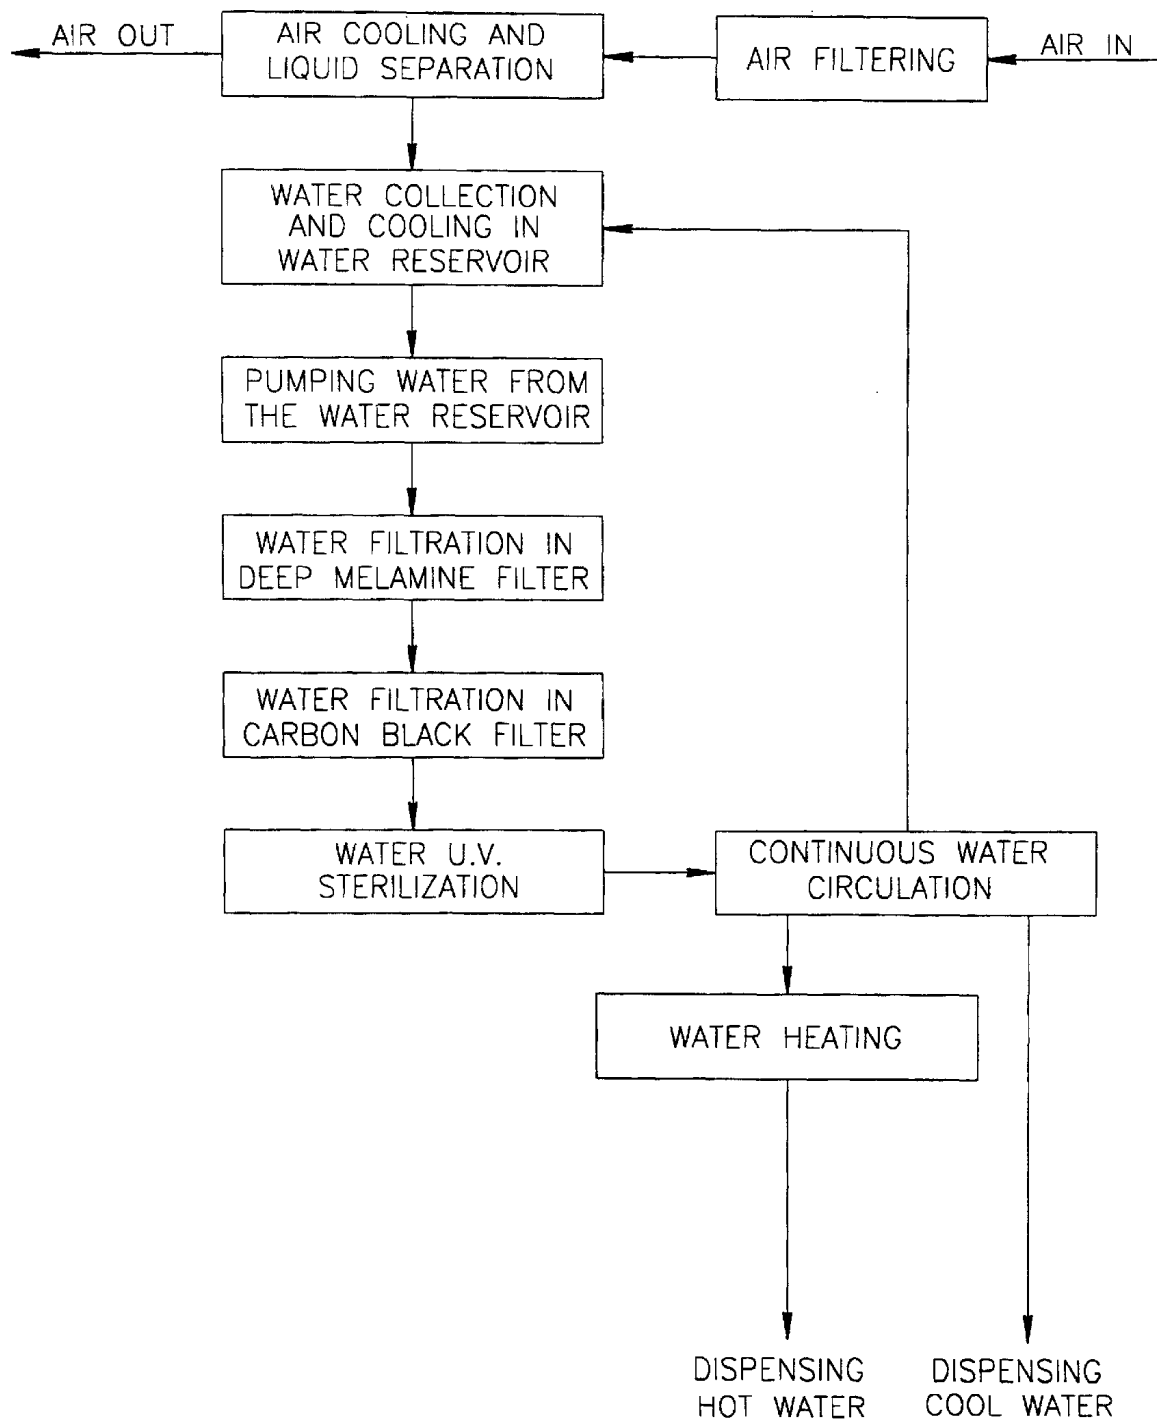 AIR OUT
AIR COOLING AND
LIQUID SEPARATION
AIR FILTERING
AIR IN
WATER COLLECTION
AND COOLING IN
WATER RESERVOIR
PUMPING WATER FROM
THE WATER RESERVOIR
WATER FILTRATION IN
DEEP MELAMINE FILTER
WATER FILTRATION IN
CARBON BLACK FILTER
WATER U.V.
STERILIZATION
CONTINUOUS WATER
CIRCULATION
WATER HEATING
DISPENSING
HOT WATER
DISPENSING
COOL WATER